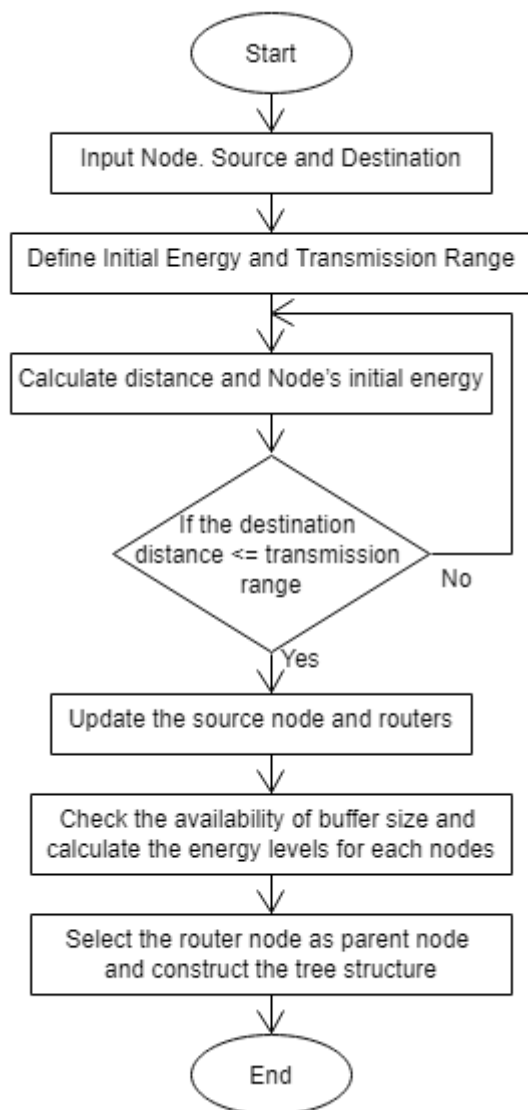 Start
Input Node. Source and Destination
Define Initial Energy and Transmission Range
Calculate distance and Node's initial energy
If the destination
distance <= transmission
range
No
Yes
Update the source node and routers
Check the availability of buffer size and
calculate the energy levels for each nodes
Select the router node as parent node
and construct the tree structure
End